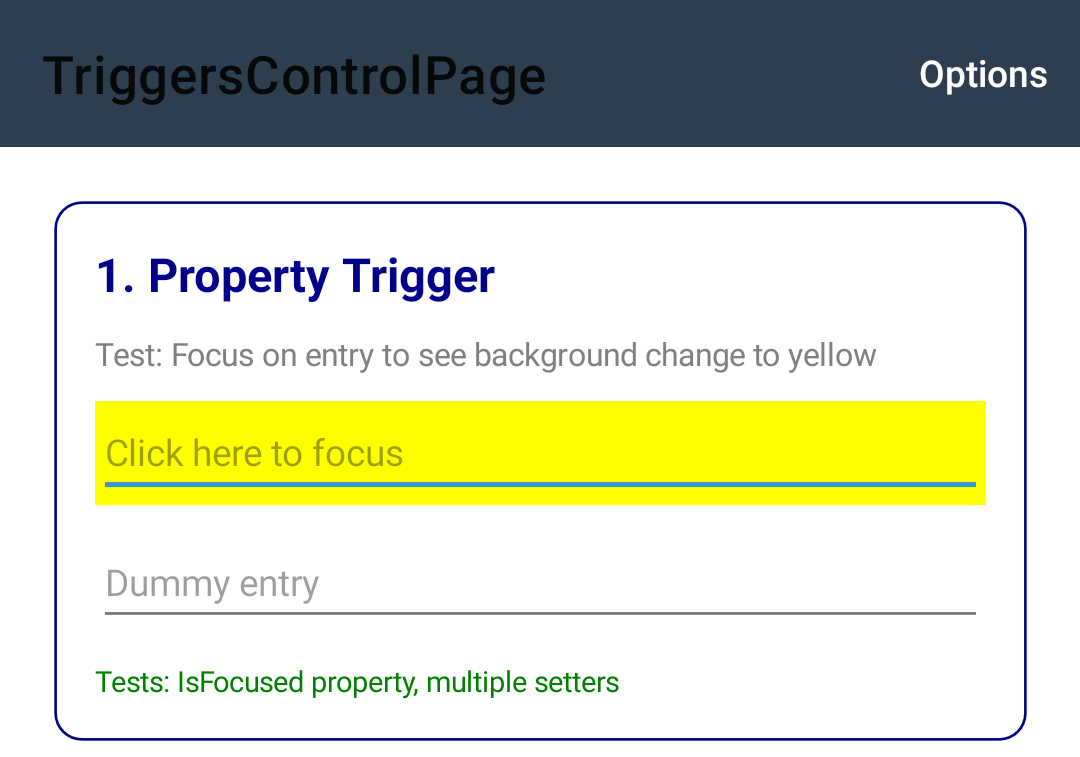 TriggersControlPage
Options
1. Property Trigger
Test: Focus on entry to see background change to yellow
Click here to focus
Dummy entry
Tests: IsFocused property, multiple setters